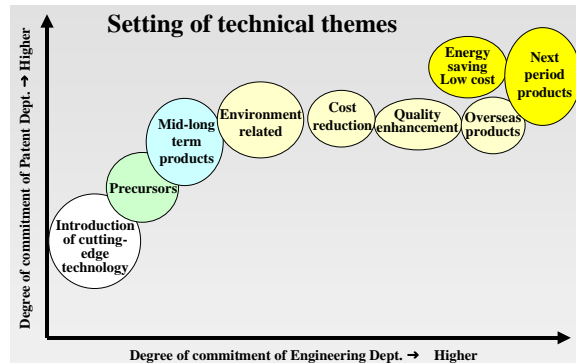 Setting of technical themes
Degree of commitment of Patent Dept. → Higher
Energy
saving
Low cost
Next
period
products
Environment
related
Cost
reduction
Quality
enhancement
Overseas
products
Mid-long
term
products
Precursors
Introduction
of cutting-
edge
technology
Degree of commitment of Engineering Dept. → Higher